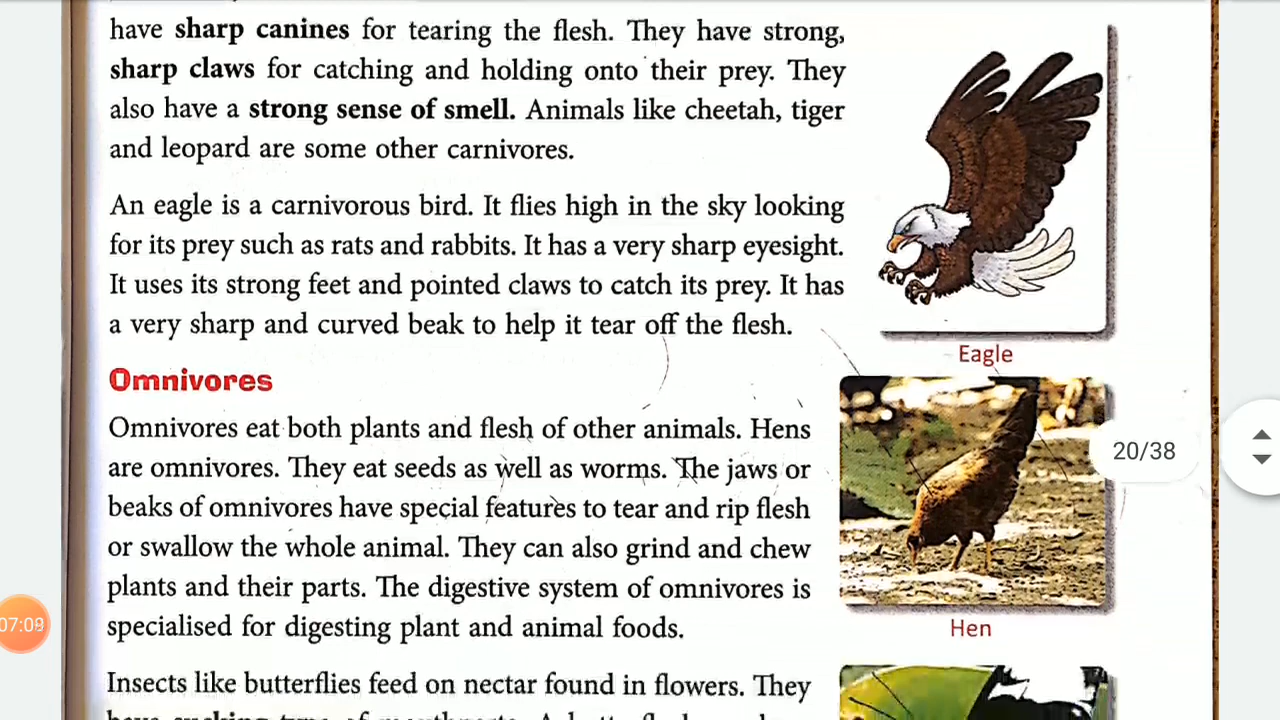 have sharp canines for tearing the flesh. They have strong,
sharp claws for catching and holding onto their prey. They
also have a strong sense of smell. Animals like cheetah, tiger
and leopard are some other carnivores.
An eagle is a carnivorous bird. It flies high in the sky looking
for its prey such as rats and rabbits. It has a very sharp eyesight.
It uses its strong feet and pointed claws to catch its prey. It has
a very sharp and curved beak to help it tear off the flesh.
Eagle
Omnivores
Omnivores eat both plants and flesh of other animals. Hens
are omnivores. They eat seeds as well as worms. The jaws or
beaks of omnivores have special features to tear and rip flesh
or swallow the whole animal. They can also grind and chew
plants and their parts. The digestive system of omnivores is
specialised for digesting plant and animal foods.
Hen
20/38
07:09
Insects like butterflies feed on nectar found in flowers. They